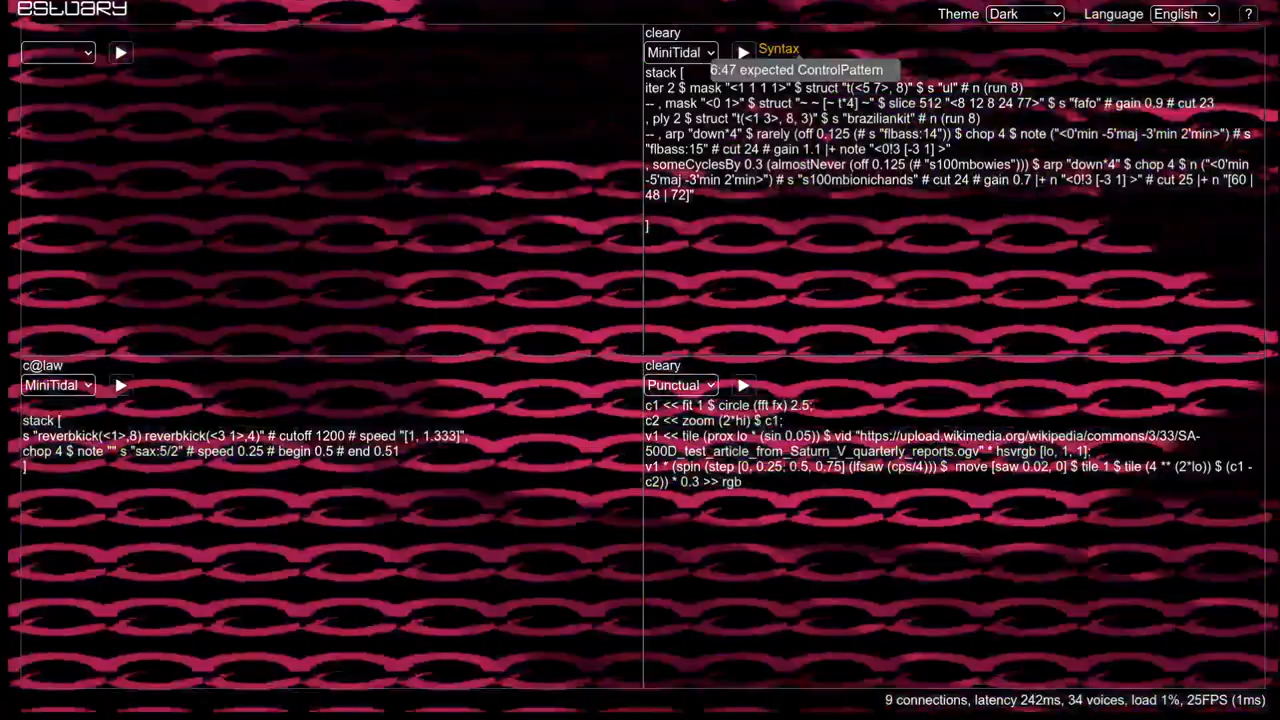 estuary
Theme Dark Language English ?
cleary
MiniTidal Syntax
6:47 expected ControlPattern
stack [
iter 2 $ mask "<1 1 1 1>" $ struct "t(<5 7>, 8)" $ s "ul" # n (run 8)
-- , mask "<0 1>" $ struct "~ ~ [~ t*4] ~" $ slice 512 "<8 12 8 24 77>" $ s "fafo" # gain 0.9 # cut 23
, ply 2 $ struct "t(<1 3>, 8, 3)" $ s "braziliankit" # n (run 8)
-- , arp "down*4" $ rarely (off 0.125 (# s "flbass:14")) $ chop 4 $ note ("<0'min -5'maj -3'min 2'min>") # s
"flbass:15" # cut 24 # gain 1.1 |+ note "<0!3 [-3 1] >"
, someCyclesBy 0.3 (almostNever (off 0.125 (# "s100mbowies"))) $ arp "down*4" $ chop 4 $ n ("<0'min
-5'maj -3'min 2'min>") # s "s100mbionichands" # cut 24 # gain 0.7 |+ n "<0!3 [-3 1] >" # cut 25 |+ n "[60 |
48 | 72]"
]
c@law
MiniTidal
stack [
s "reverbkick(<1>,8) reverbkick(<3 1>,4)" # cutoff 1200 # speed "[1, 1.333]",
chop 4 $ note "" s "sax:5/2" # speed 0.25 # begin 0.5 # end 0.51
]
cleary
Punctual
c1 << fit 1 $ circle (fft fx) 2.5;
c2 << zoom (2*hi) $ c1;
v1 << tile (prox lo * (sin 0.05)) $ vid "https://upload.wikimedia.org/wikipedia/commons/3/33/SA-
500D_test_article_from_Saturn_V_quarterly_reports.ogv" * hsvrgb [lo, 1, 1];
v1 * (spin (step [0, 0.25, 0.5, 0.75] (lfsaw (cps/4))) $  move [saw 0.02, 0] $ tile 1 $ tile (4 ** (2*lo)) $ (c1 -
c2)) * 0.3 >> rgb
9 connections, latency 242ms, 34 voices, load 1%, 25FPS (1ms)